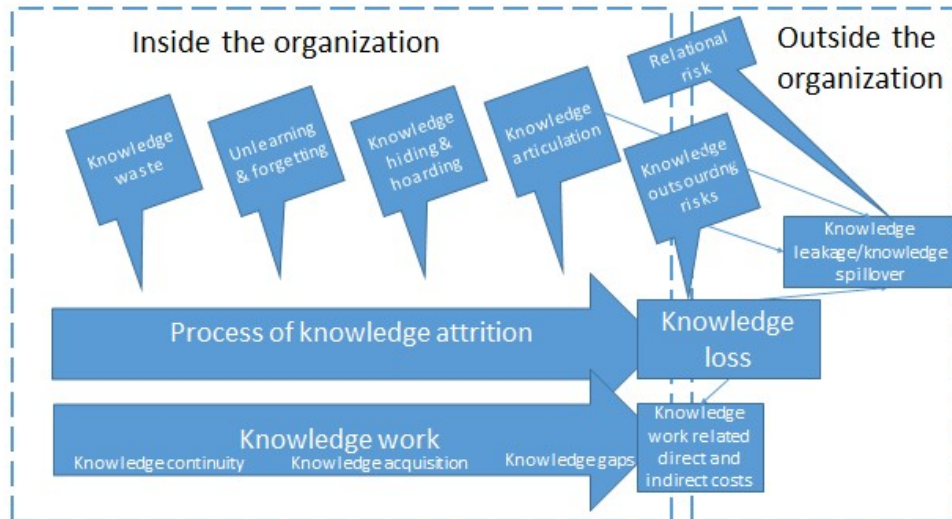 Inside the organization
Outside the
organization
Relational
risk
Knowledge
waste
Unlearning
& forgetting
Knowledge
hiding &
hoarding
Knowledge
articulation
Knowledge
outsourcing
risks
Knowledge
leakage/knowledge
spillover
Process of knowledge attrition
Knowledge
loss
Knowledge work
Knowledge continuity
Knowledge acquisition
Knowledge gaps
Knowledge
work related
direct and
indirect costs